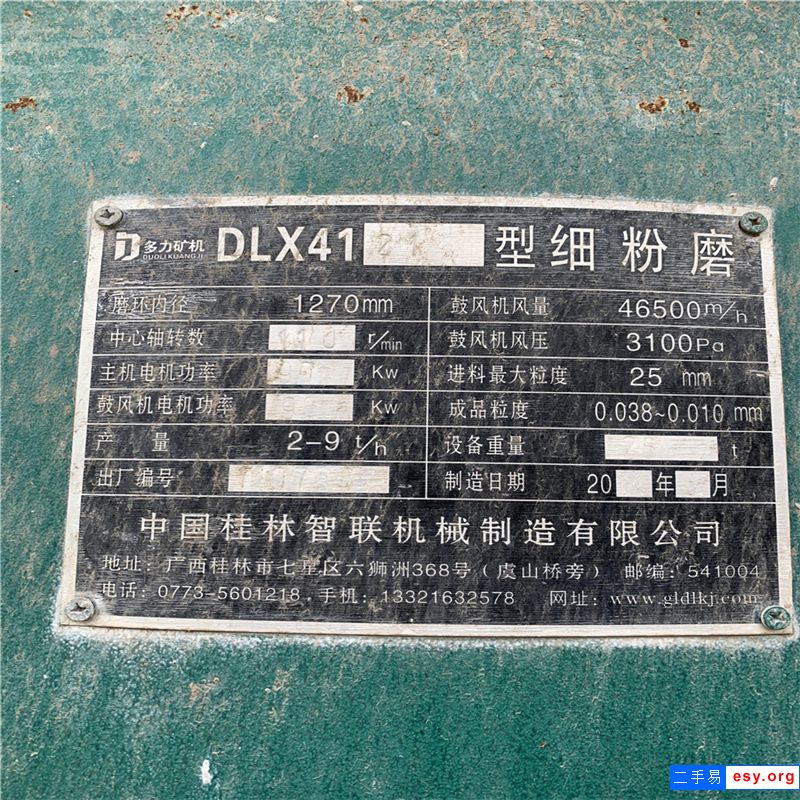 多力矿机 DUOLIKUANGJI DLX41 型细粉磨
磨环内径 1270mm 鼓风机风量 46500m³/h
中心轴转数 r/min 鼓风机风压 3100Pa
主机电机功率 Kw 进料最大粒度 25 mm
鼓风机电机功率 Kw 成品粒度 0.038~0.010 mm
产 量 2-9 t/h 设备重量 t
出厂编号 制造日期 20 年 月
中国桂林智联机械制造有限公司
地址:广西桂林市七星区六狮洲368号(虞山桥旁) 邮编:541004
电话:0773-5601218,手机:13321632578 网址:www.gldlkj.com
二手易 esy.org